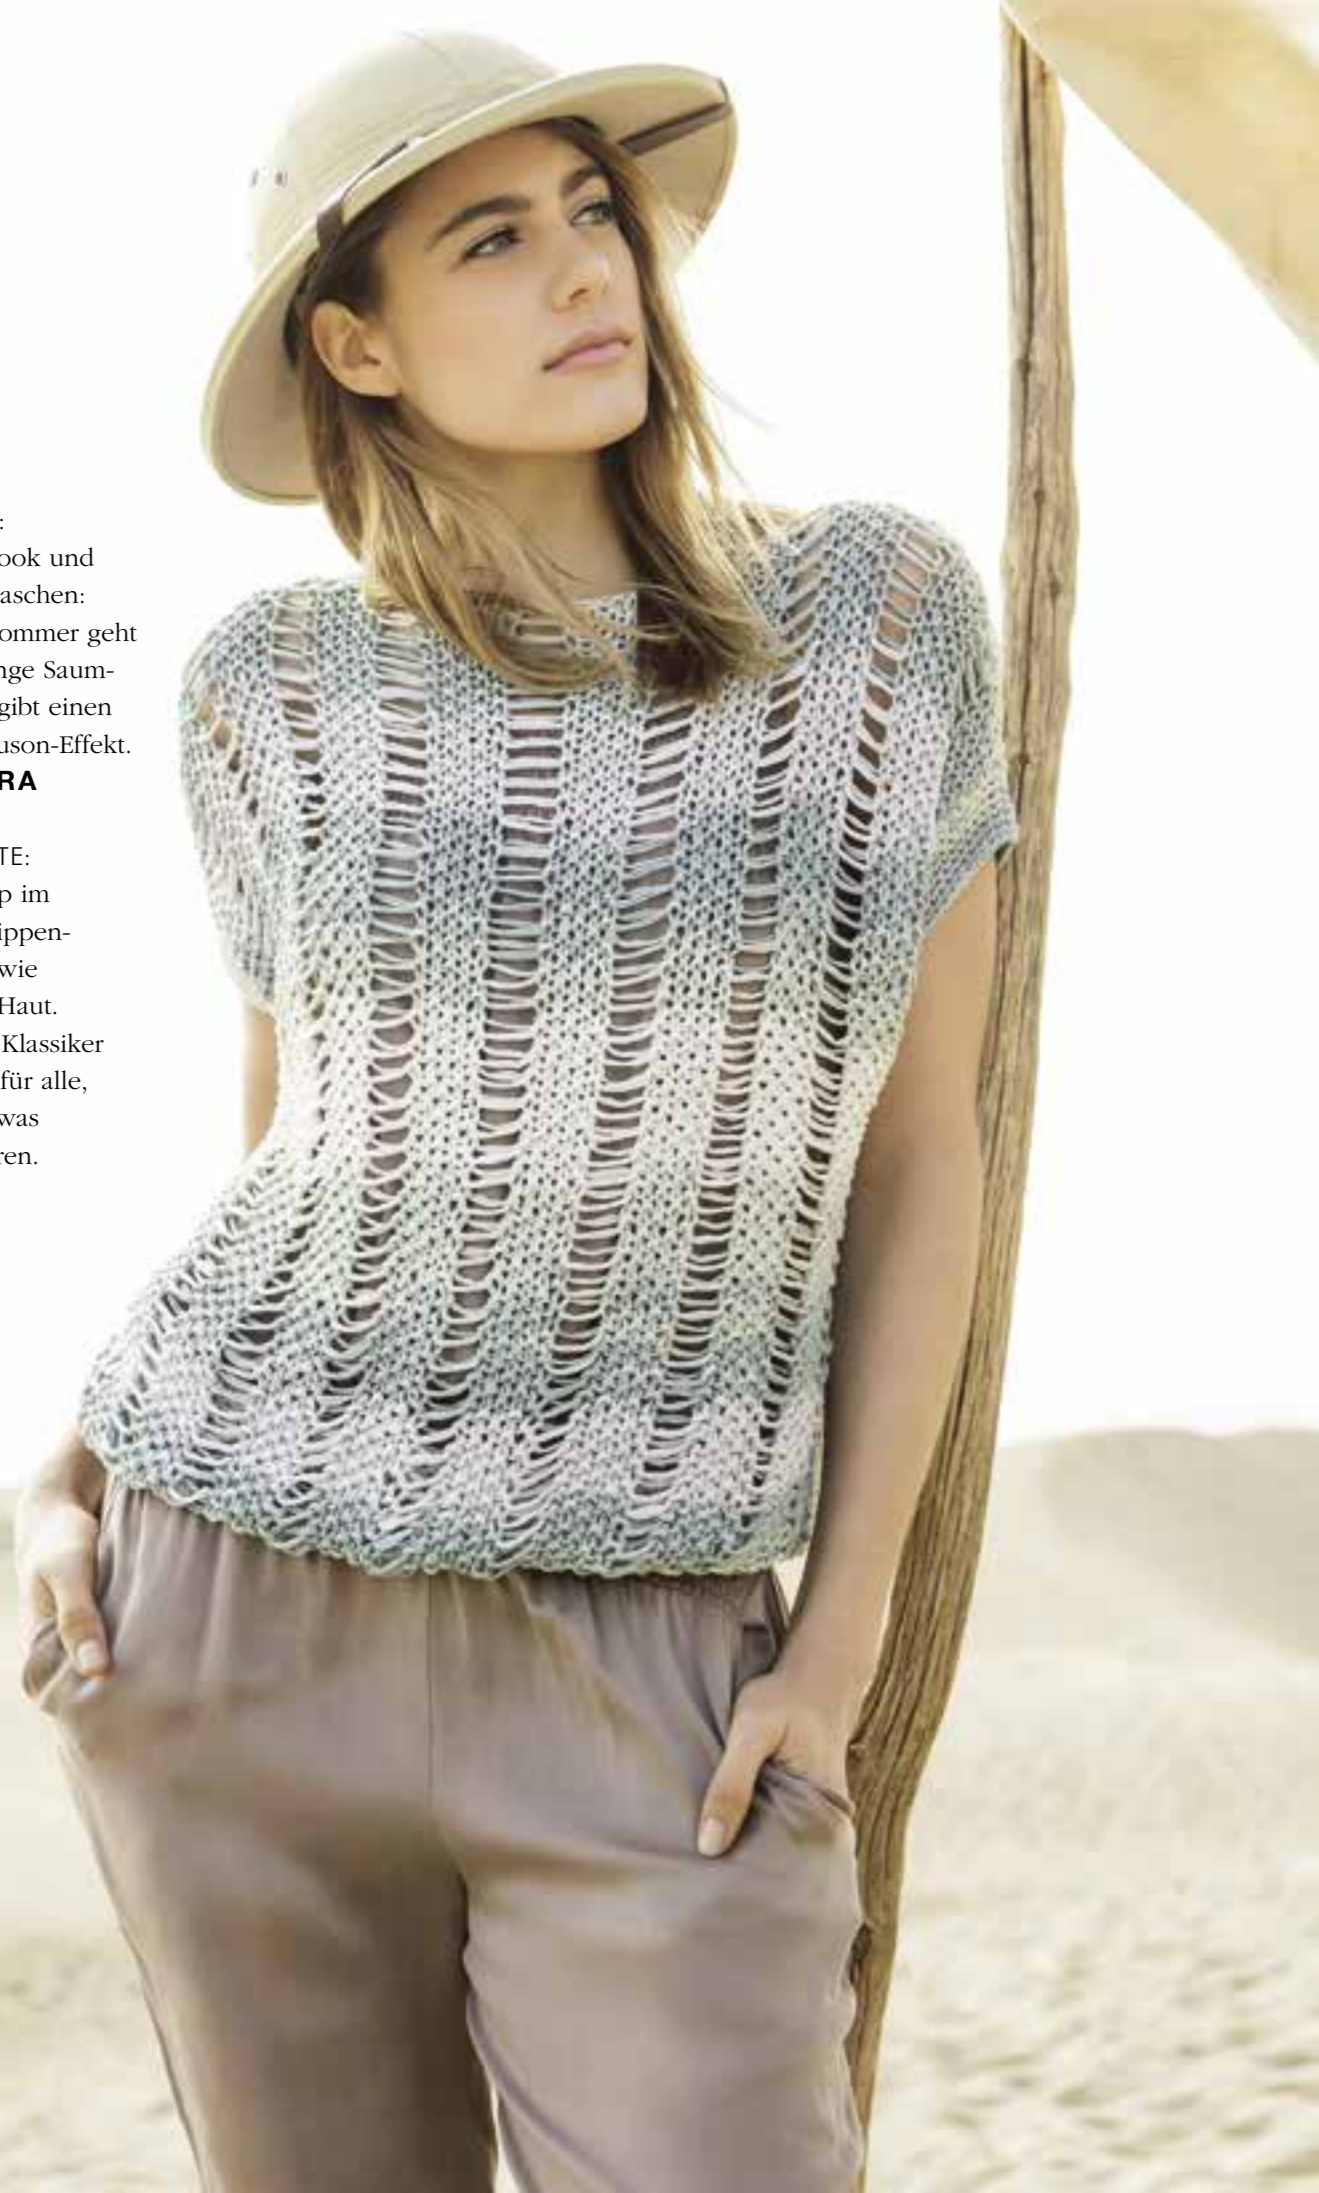 :
ook und
aschen:
ommer geht
nge Saum-
gibt einen
uson-Effekt.
RA
TE:
p im
ippen-
wie
Haut.
Klassiker
für alle,
was
ren.